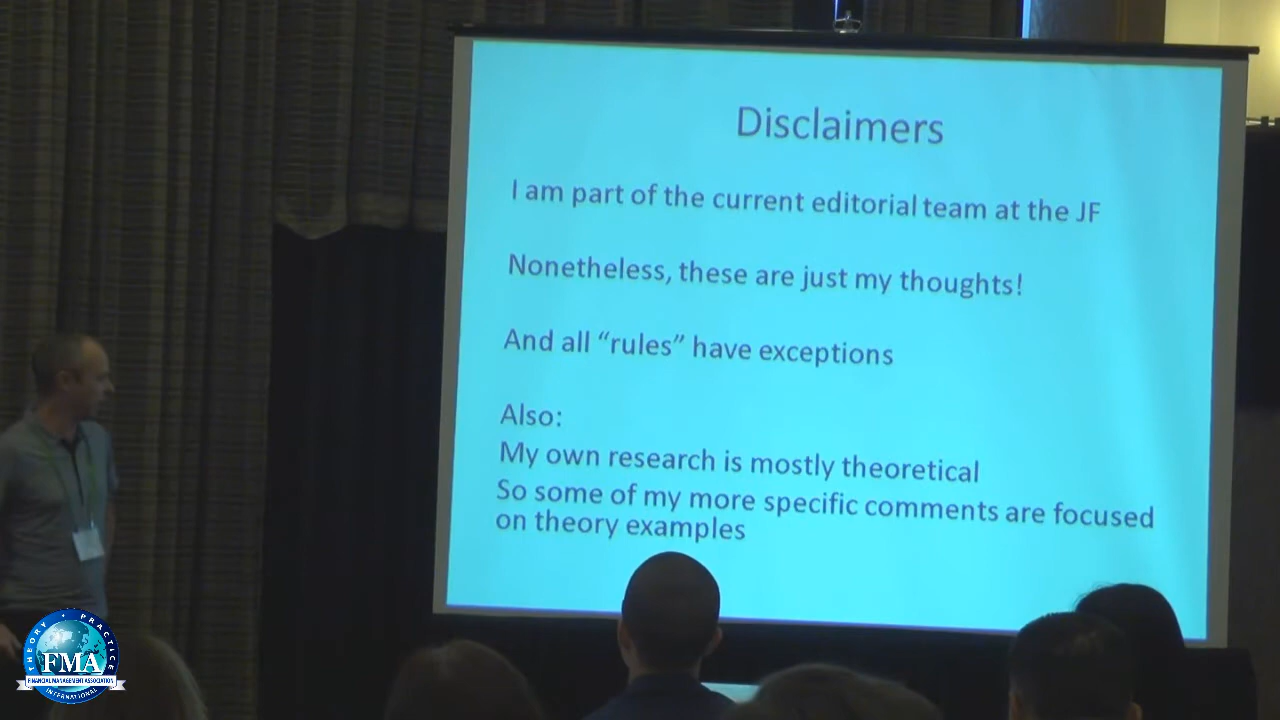 Disclaimers
I am part of the current editorial team at the JF
Nonetheless, these are just my thoughts!
And all “rules” have exceptions
Also:
My own research is mostly theoretical
So some of my more specific comments are focused
on theory examples
THEORY • PRACTICE
FMA
FINANCIAL MANAGEMENT ASSOCIATION
INTERNATIONAL